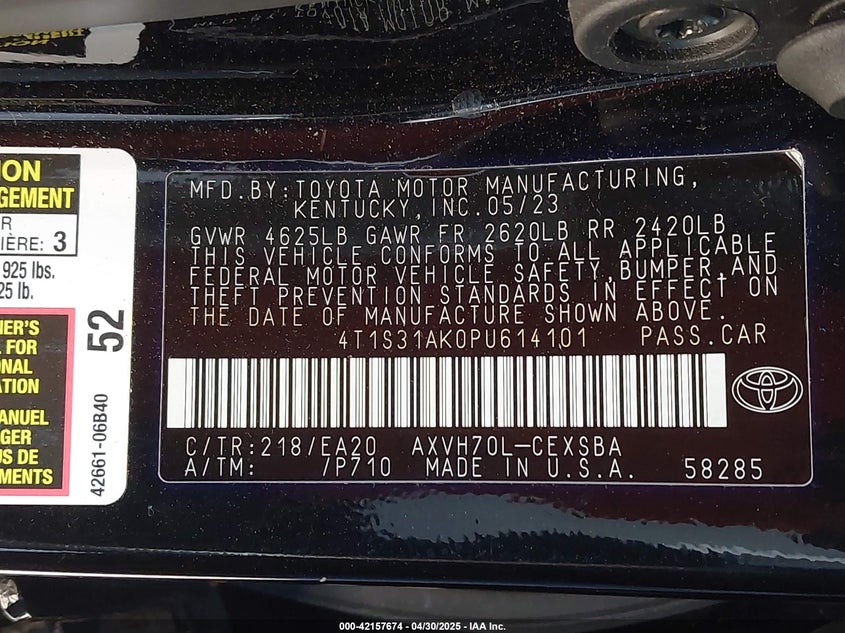 ION
GEMENT
R
IÈRE: 3
925 lbs.
25 lb.
NER'S
L FOR
ONAL
ATION
MANUEL
GER
US DE
EMENTS
52
42661-06B40
MFD.BY:TOYOTA MOTOR MANUFACTURING,
KENTUCKY,INC.05/23
GVWR 4625LB GAWR FR 2620LB RR 2420LB
THIS VEHICLE CONFORMS TO ALL APPLICABLE
FEDERAL MOTOR VEHICLE SAFETY,BUMPER,AND
THEFT PREVENTION STANDARDS IN EFFECT ON
THE DATE OF MANUFACTURE SHOWN ABOVE.
4T1S31AK0PU614101 PASS.CAR
C/TR:218/EA20 AXVH70L-CEXSBA
A/TM: /P710 MADE IN U.S.A. 58285
000-42157674 / 04/30/2025 - IAA Inc.